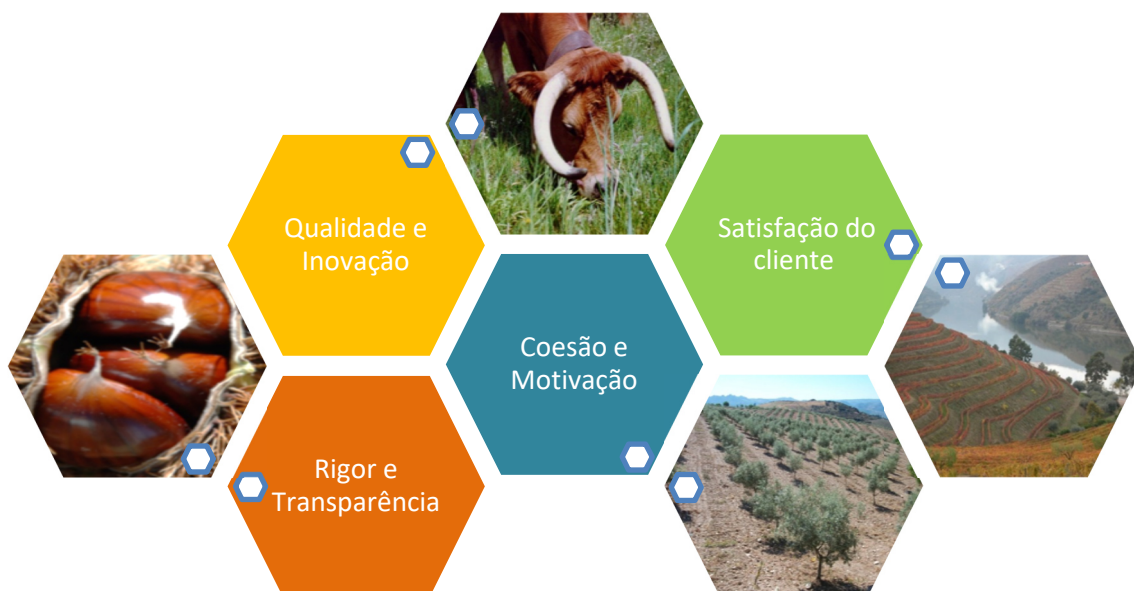 Qualidade e
Inovação
Satisfação do
cliente
Coesão e
Motivação
Rigor e
Transparência